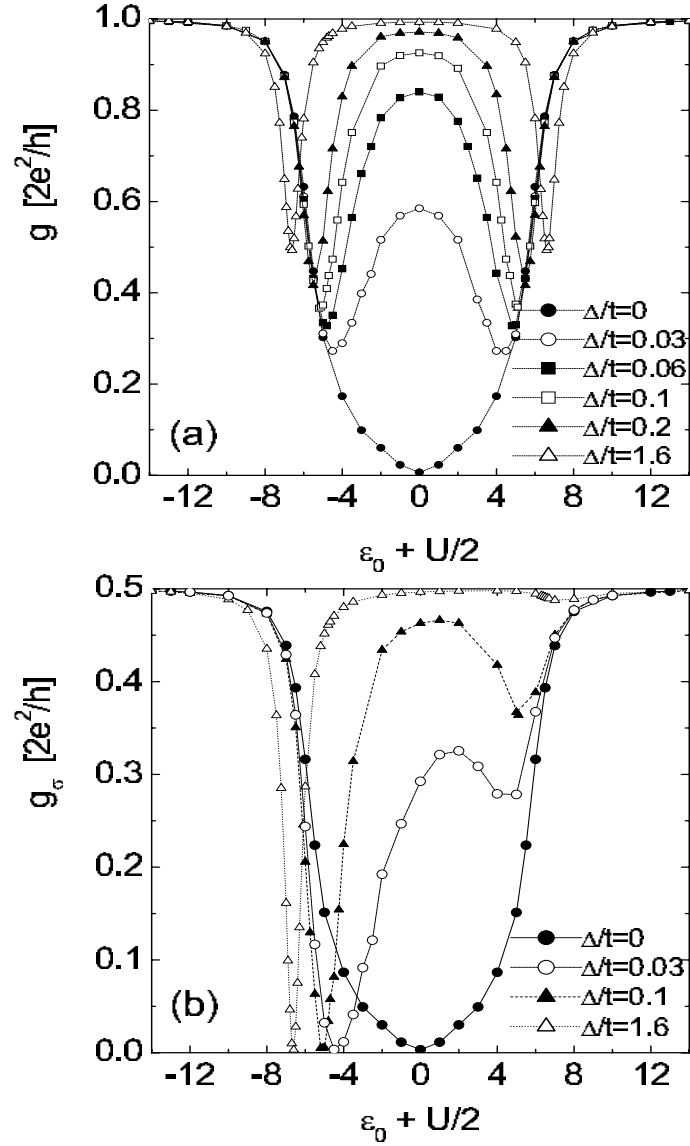 1.0
0.8
0.6
0.4
0.2
0.0
g [2e²/h]
(a)
Δ/t=0
Δ/t=0.03
Δ/t=0.06
Δ/t=0.1
Δ/t=0.2
Δ/t=1.6
-12 -8 -4 0 4 8 12
ε₀ + U/2
0.5
0.4
0.3
0.2
0.1
0.0
g_σ [2e²/h]
(b)
Δ/t=0
Δ/t=0.03
Δ/t=0.1
Δ/t=1.6
-12 -8 -4 0 4 8 12
ε₀ + U/2